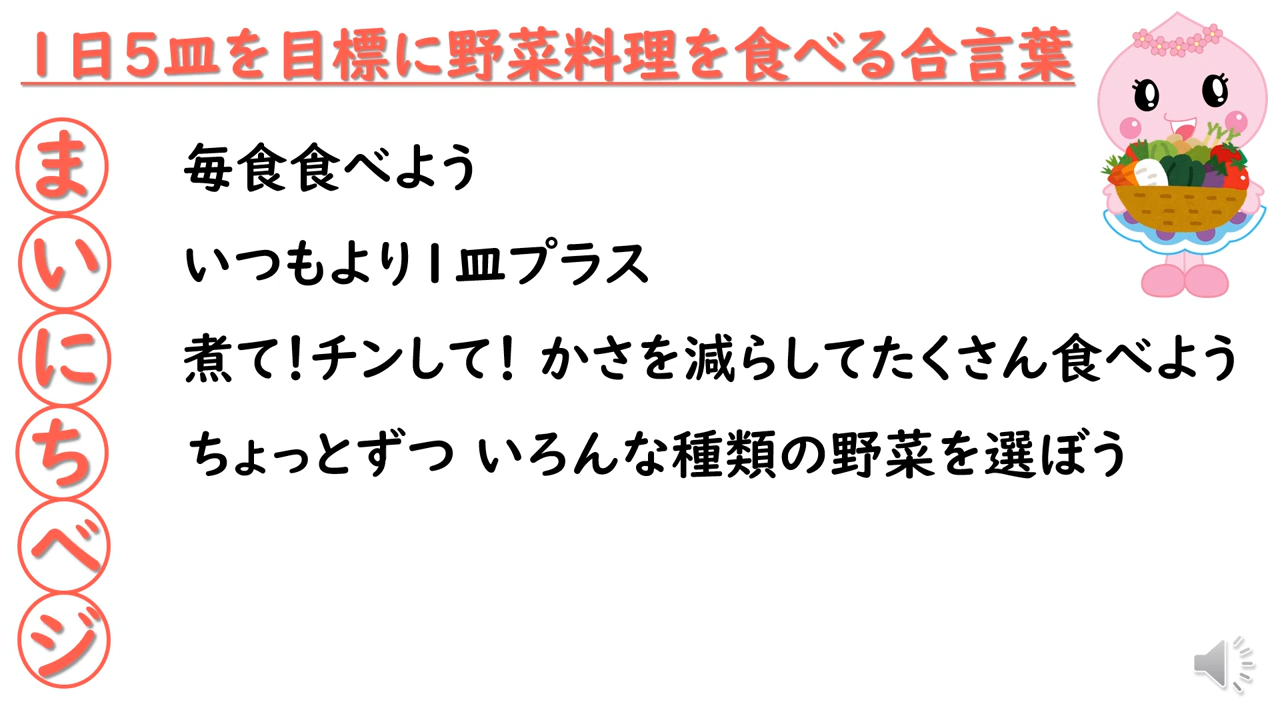 1日5皿を目標に野菜料理を食べる合言葉
ま 毎食食べよう
い いつもより1皿プラス
に 煮て!チンして! かさを減らしてたくさん食べよう
ち ちょっとずつ いろんな種類の野菜を選ぼう
ベ
ジ